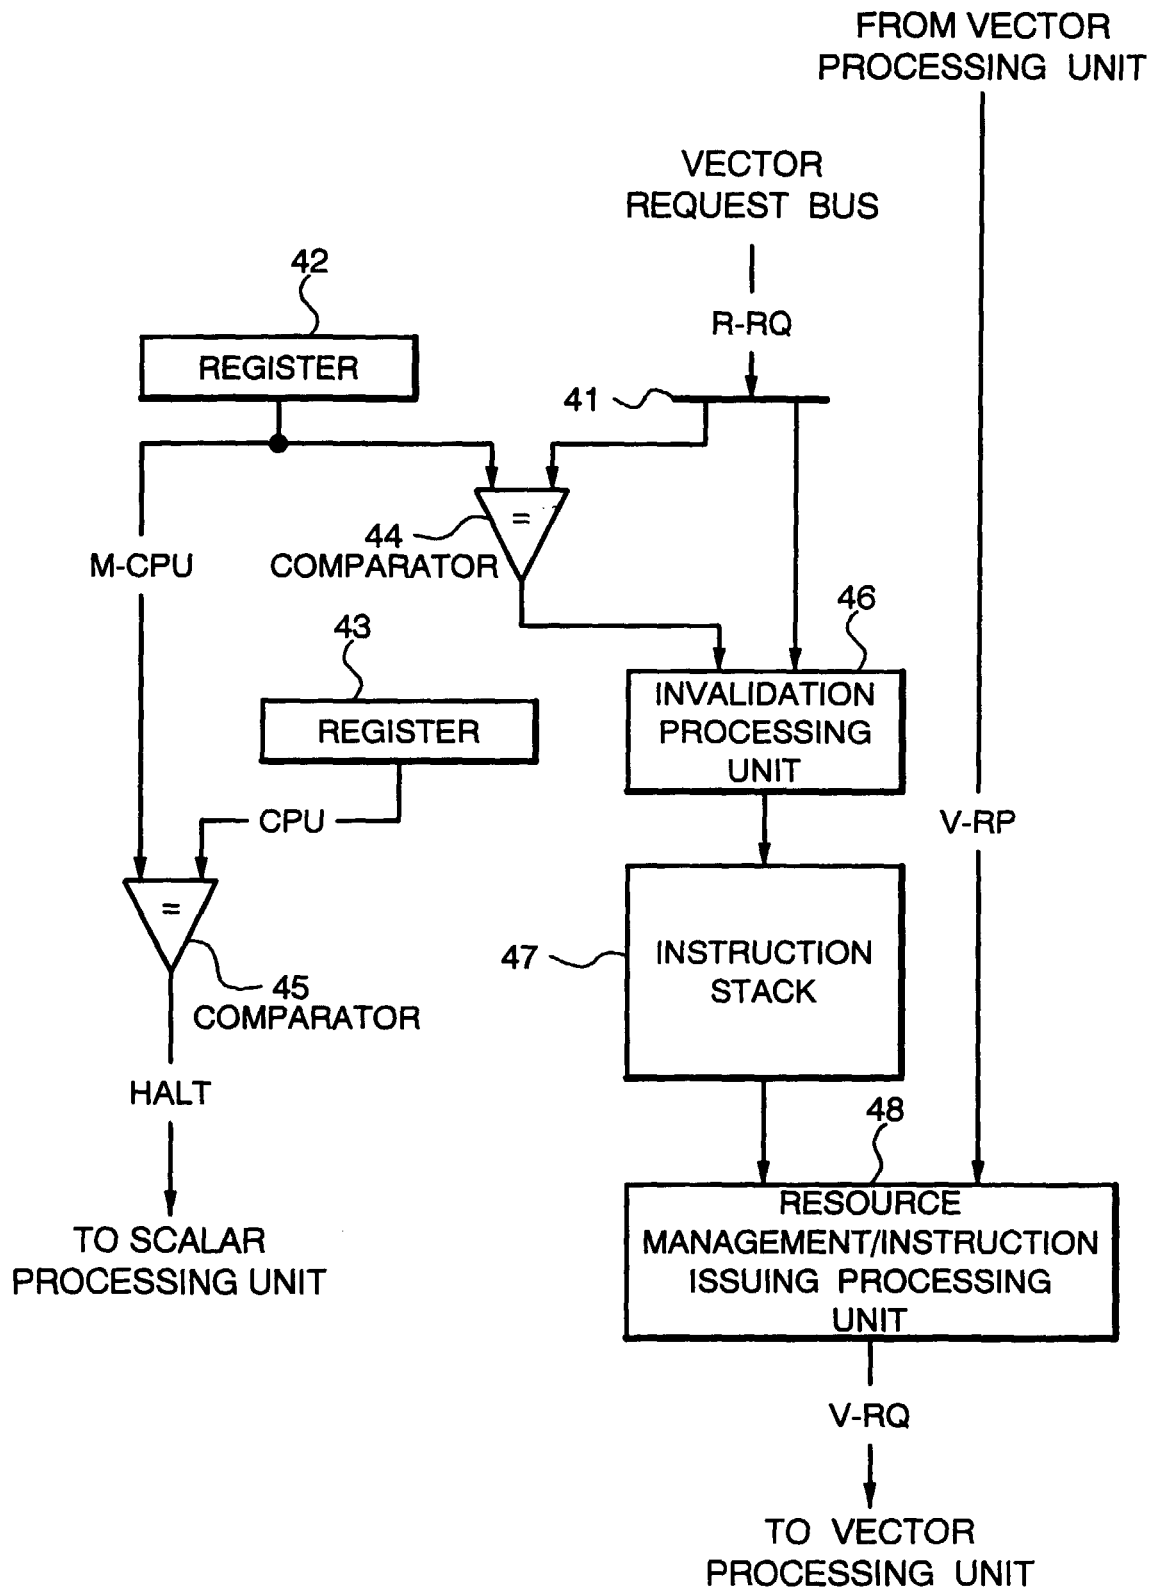 FROM VECTOR
PROCESSING UNIT
VECTOR
REQUEST BUS
42
R-RQ
REGISTER
41
=
44
COMPARATOR
M-CPU
46
43
INVALIDATION
PROCESSING
UNIT
REGISTER
CPU
V-RP
=
47
INSTRUCTION
STACK
45
COMPARATOR
HALT
48
RESOURCE
MANAGEMENT/INSTRUCTION
ISSUING PROCESSING
UNIT
TO SCALAR
PROCESSING UNIT
V-RQ
TO VECTOR
PROCESSING UNIT